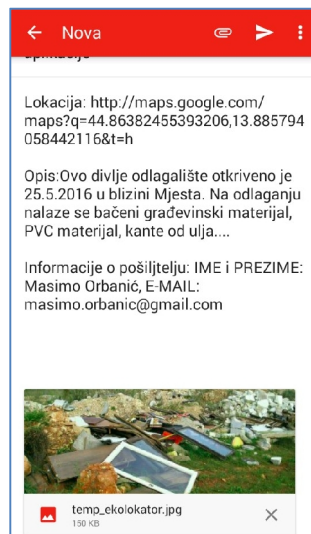 Nova
aplikacije
Lokacija: http://maps.google.com/
maps?q=44.86382455393206,13.885794
058442116&t=h
Opis:Ovo divlje odlagalište otkriveno je
25.5.2016 u blizini Mjesta. Na odlaganju
nalaze se bačeni građevinski materijal,
PVC materijal, kante od ulja....
Informacije o pošiljtelju: IME i PREZIME:
Masimo Orbanić, E-MAIL:
masimo.orbanic@gmail.com
temp_ekolokator.jpg
150 KB